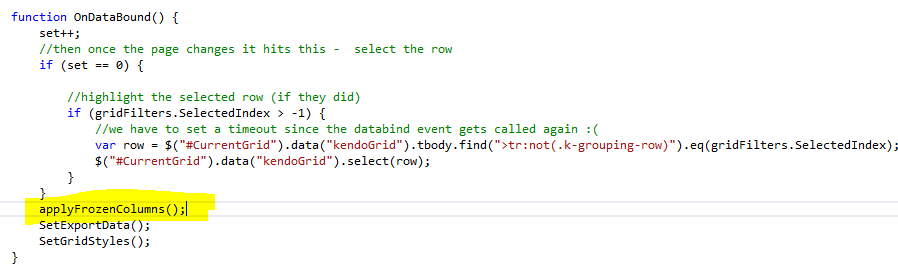 function OnDataBound() {
    set++;
    //then once the page changes it hits this -  select the row
    if (set == 0) {
        //highlight the selected row (if they did)
        if (gridFilters.SelectedIndex > -1) {
            //we have to set a timeout since the databind event gets called again :(
            var row = $("#CurrentGrid").data("kendoGrid").tbody.find(">tr:not(.k-grouping-row)").eq(gridFilters.SelectedIndex);
            $("#CurrentGrid").data("kendoGrid").select(row);
        }
    }
    applyFrozenColumns();
    SetExportData();
    SetGridStyles();
}